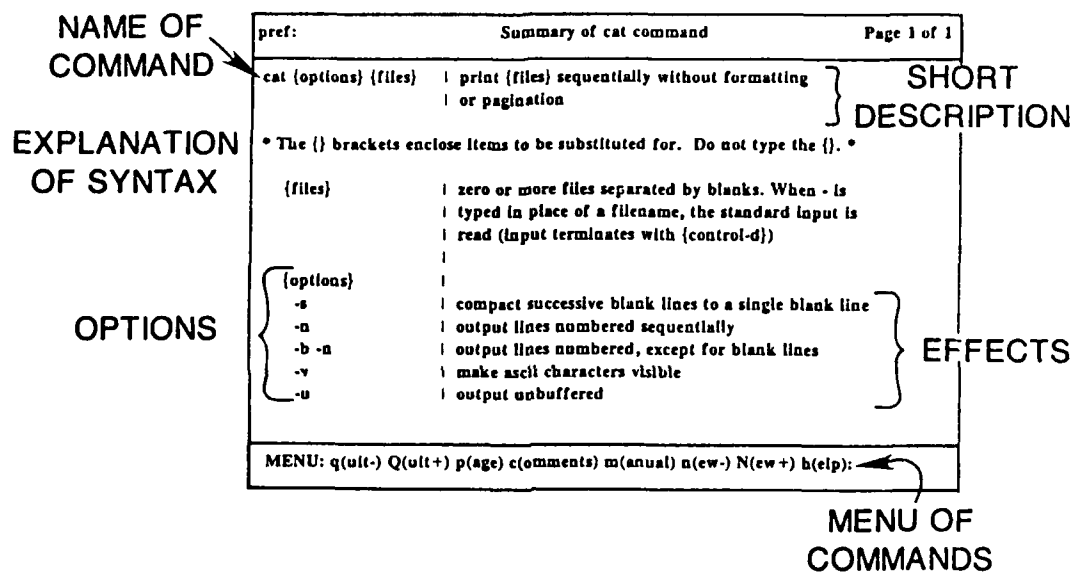 NAME OF
COMMAND
pref: Summary of cat command Page 1 of 1
cat {options} {files} | print {files} sequentially without formatting
| or pagination
SHORT
DESCRIPTION
EXPLANATION
OF SYNTAX
* The {} brackets enclose items to be substituted for. Do not type the {}. *
{files} | zero or more files separated by blanks. When - is
| typed in place of a filename, the standard input is
| read (input terminates with {control-d})
|
{options} |
-s | compact successive blank lines to a single blank line
-n | output lines numbered sequentially
-b -n | output lines numbered, except for blank lines
-v | make ascii characters visible
-u | output unbuffered
OPTIONS
EFFECTS
MENU: q(uit-) Q(uit+) p(age) c(omments) m(anual) n(ew-) N(ew+) h(elp):
MENU OF
COMMANDS